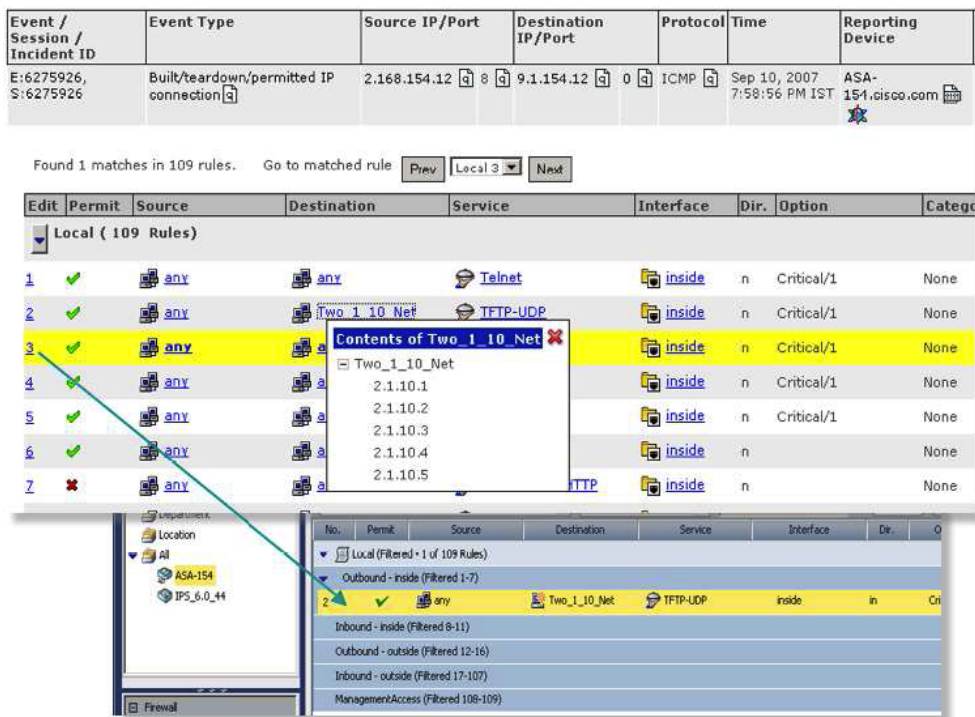 Event / Session / Incident ID
Event Type
Source IP/Port
Destination IP/Port
Protocol
Time
Reporting Device
E:6275926, S:6275926
Built/teardown/permitted IP connection
2.168.154.12 8
9.1.154.12 0
ICMP
Sep 10, 2007 7:58:56 PM IST
ASA-154.cisco.com
Found 1 matches in 109 rules. Go to matched rule Prev Local 3 Next
Edit Permit Source Destination Service Interface Dir. Option Catego
Local ( 109 Rules)
1 any any Telnet inside n Critical/1 None
2 any Two_1_10_Net TFTP-UDP inside n Critical/1 None
3 any a inside n Critical/1 None
4 any a inside n Critical/1 None
5 any a inside n Critical/1 None
6 any a inside n None
7 any a HTTP inside n None
Contents of Two_1_10_Net
Two_1_10_Net
2.1.10.1
2.1.10.2
2.1.10.3
2.1.10.4
2.1.10.5
Department
Location
All
ASA-154
IPS_6.0_44
Firewall
No. Permit Source Destination Service Interface Dir. O
Local (Filtered - 1 of 109 Rules)
Outbound - inside (Filtered 1-7)
2 any Two_1_10_Net TFTP-UDP inside in Cri
Inbound - inside (Filtered 8-11)
Outbound - outside (Filtered 12-16)
Inbound - outside (Filtered 17-107)
ManagementAccess (Filtered 108-109)